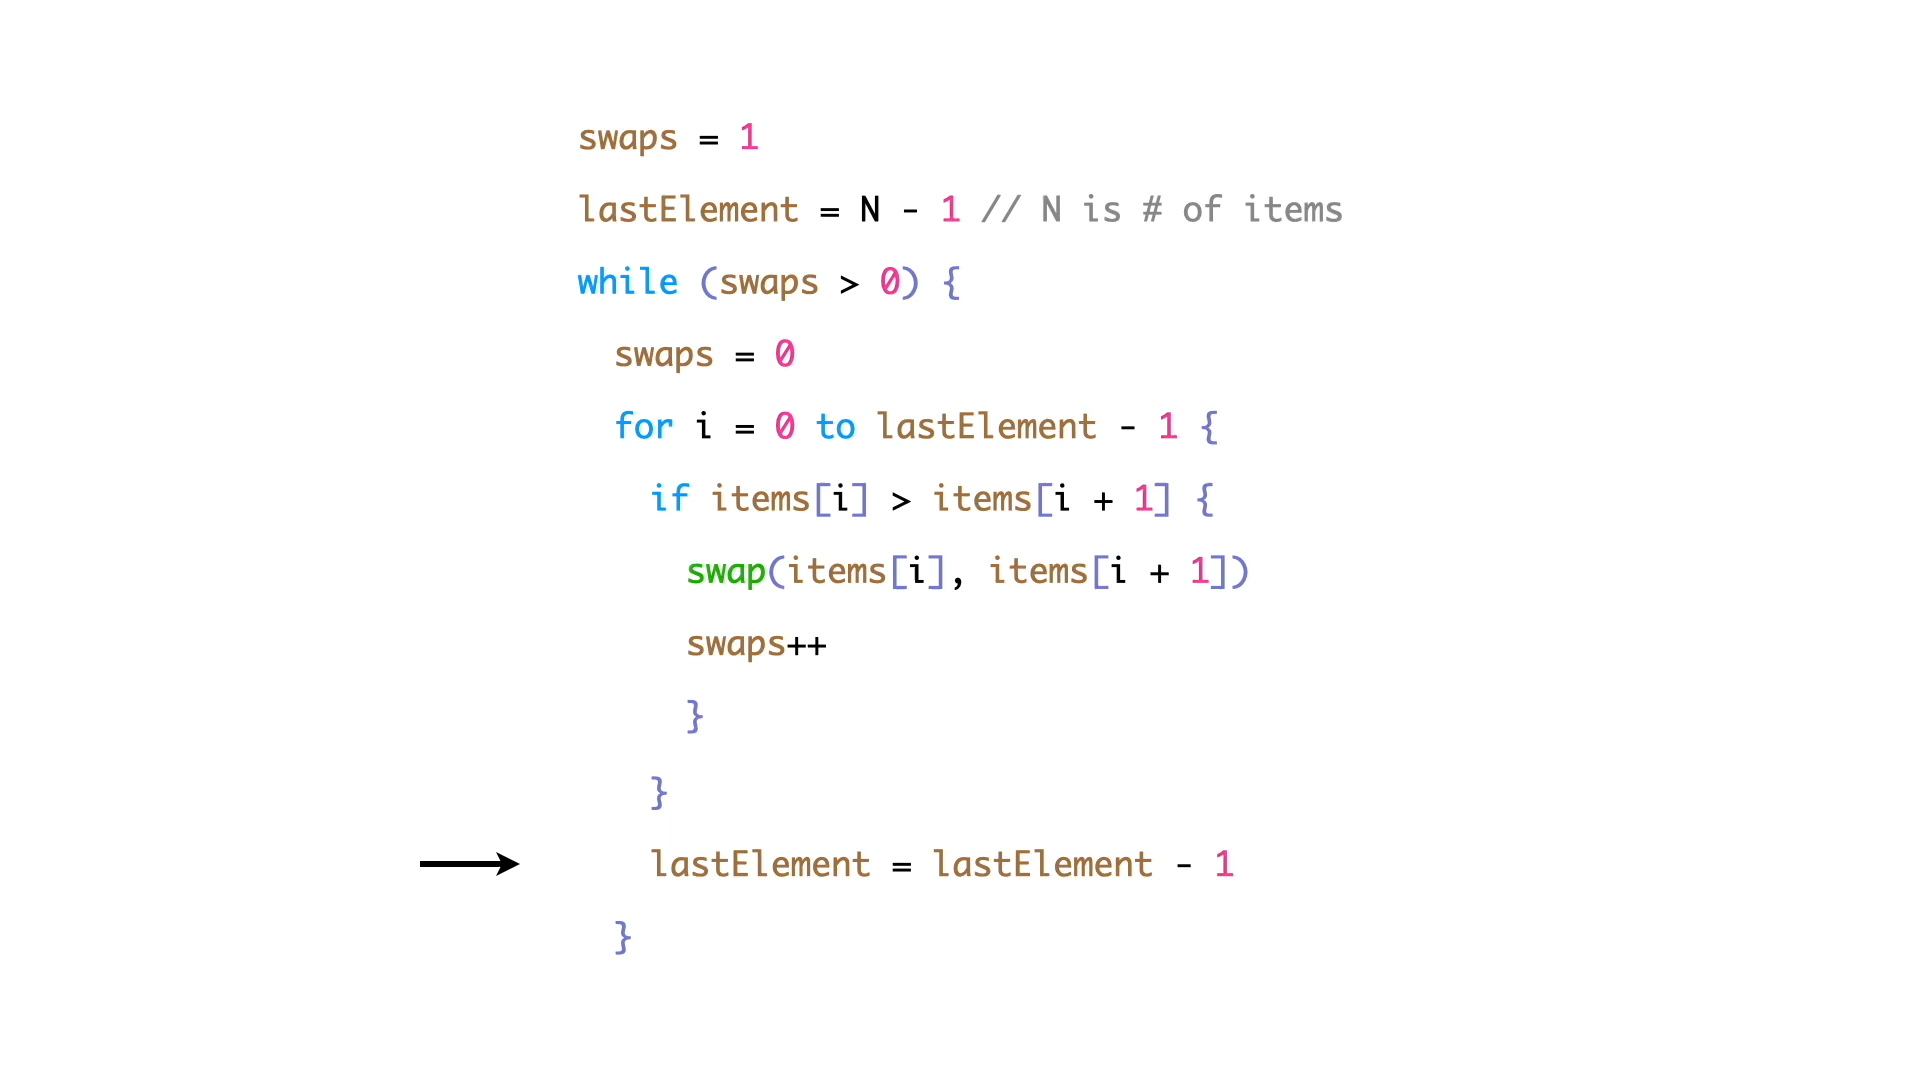 swaps = 1
lastElement = N - 1 // N is # of items
while (swaps > 0) {
swaps = 0
for i = 0 to lastElement - 1 {
if items[i] > items[i + 1] {
swap(items[i], items[i + 1])
swaps++
}
}
lastElement = lastElement - 1
}